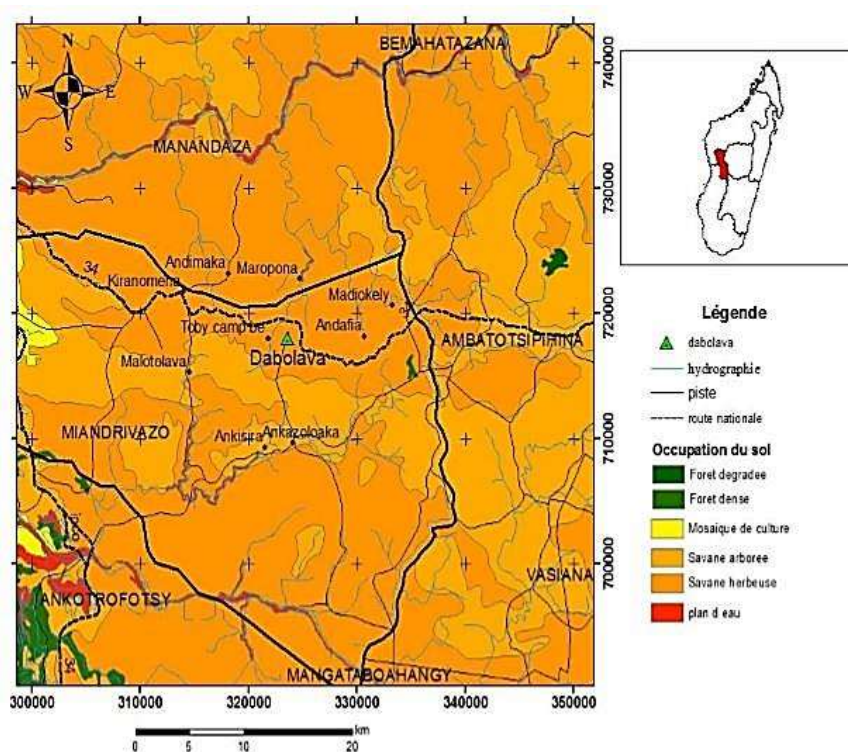 BEMAHATAZANA
N
W E
S
MANANDAZA
34
Andimaka
Maropona
Kiranomena
Madiokely
Toby camp be
Andafia
AMBATOTSIPIHINA
Dabolava
Malotolava
MIANDRIVAZO
Ankisira
Ankazoloaka
VASIANA
ANKOTROFOTSY
34
MANGATABOAHANGY
740000
730000
720000
710000
700000
300000 310000 320000 330000 340000 350000
km
0 5 10 20
Légende
dabolava
hydrographie
piste
route nationale
Occupation du sol
Foret degradee
Foret dense
Mosaique de culture
Savane arboree
Savane herbeuse
plan d eau